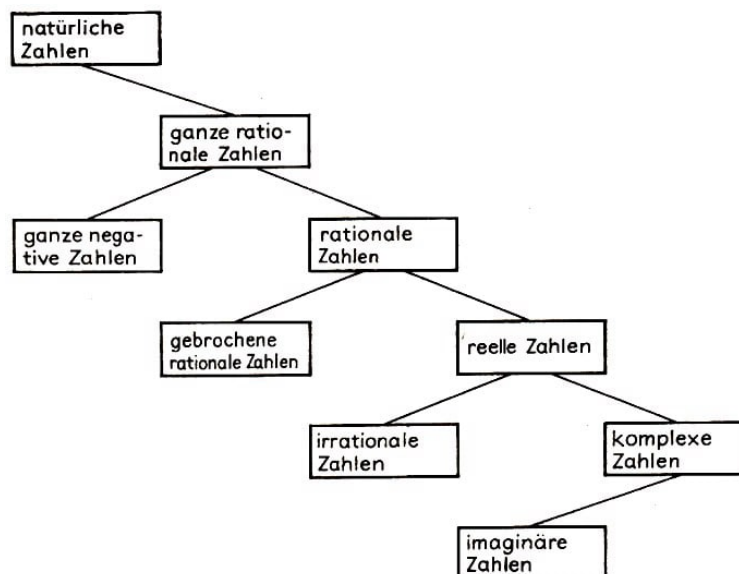 natürliche
Zahlen
ganze ratio-
nale Zahlen
ganze nega-
tive Zahlen
rationale
Zahlen
gebrochene
rationale Zahlen
reelle Zahlen
irrationale
Zahlen
komplexe
Zahlen
imaginäre
Zahlen